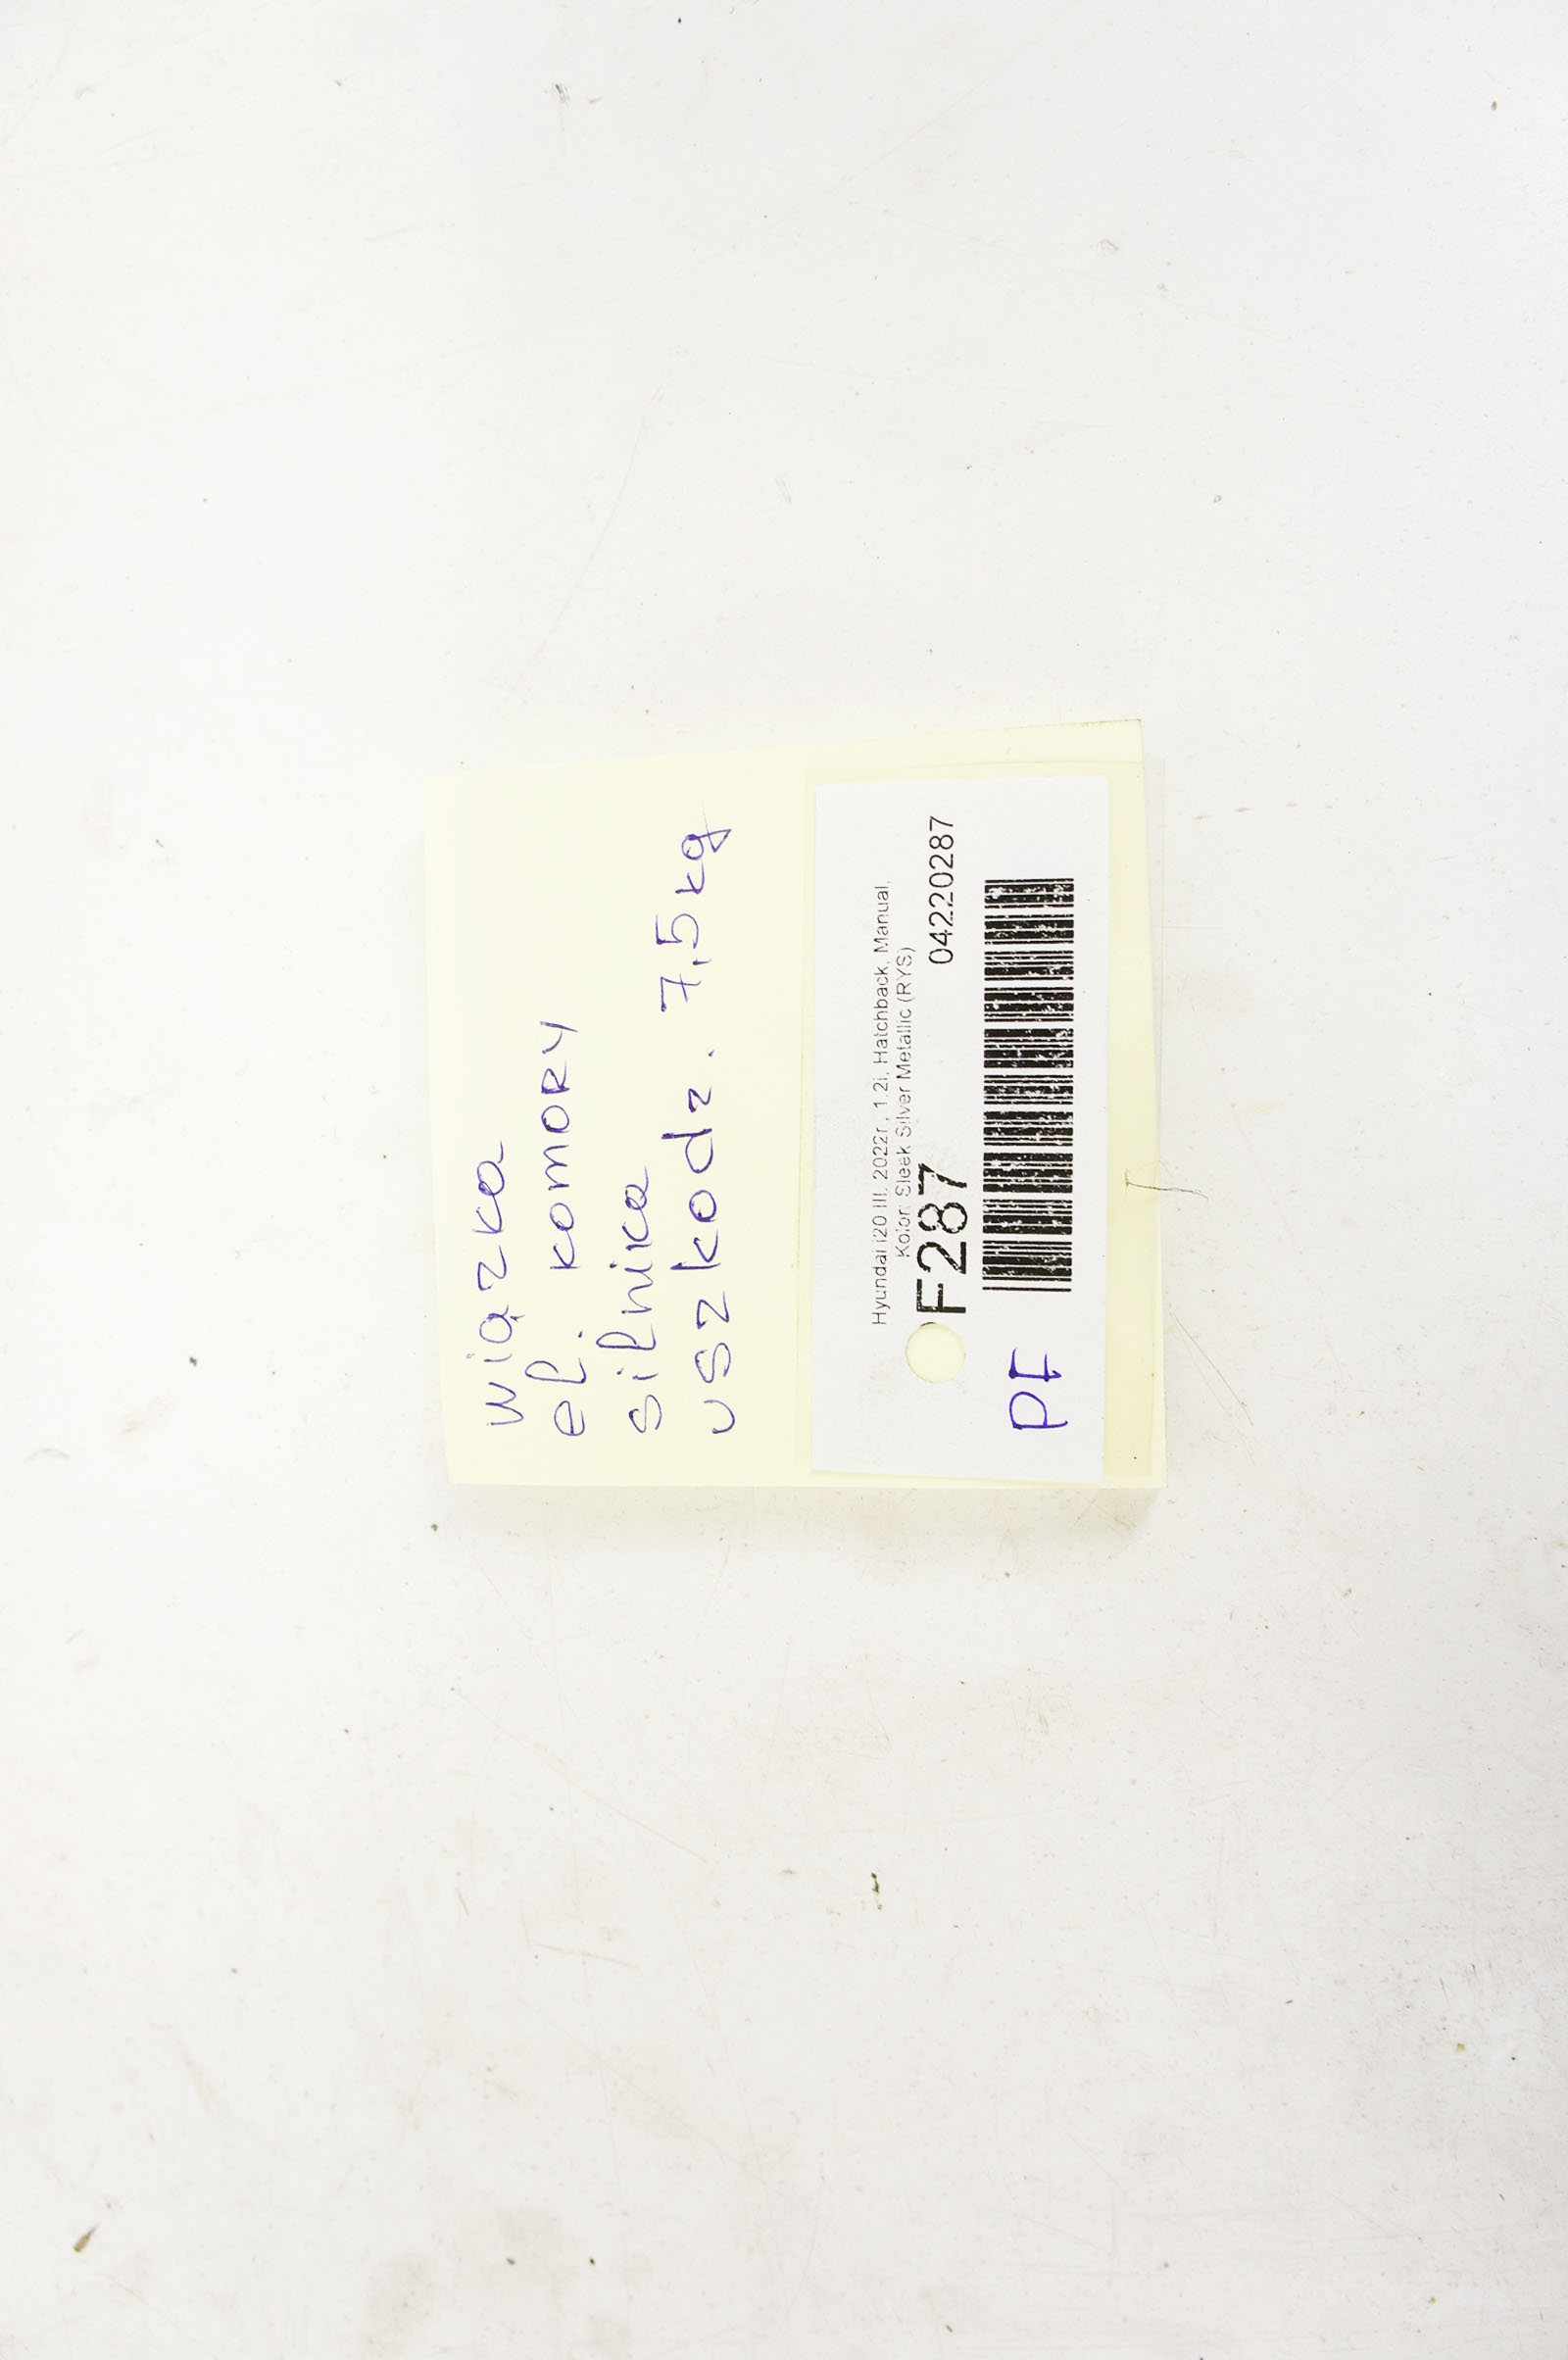 wiązka
el. KOMORY
silnika
uszkodz. 7,5kg
Hyundai i20 III, 2022r., 1.2i, Hatchback, Manual,
Kolor: Sleek Silver Metallic (RYS)
F287 04220287
PF